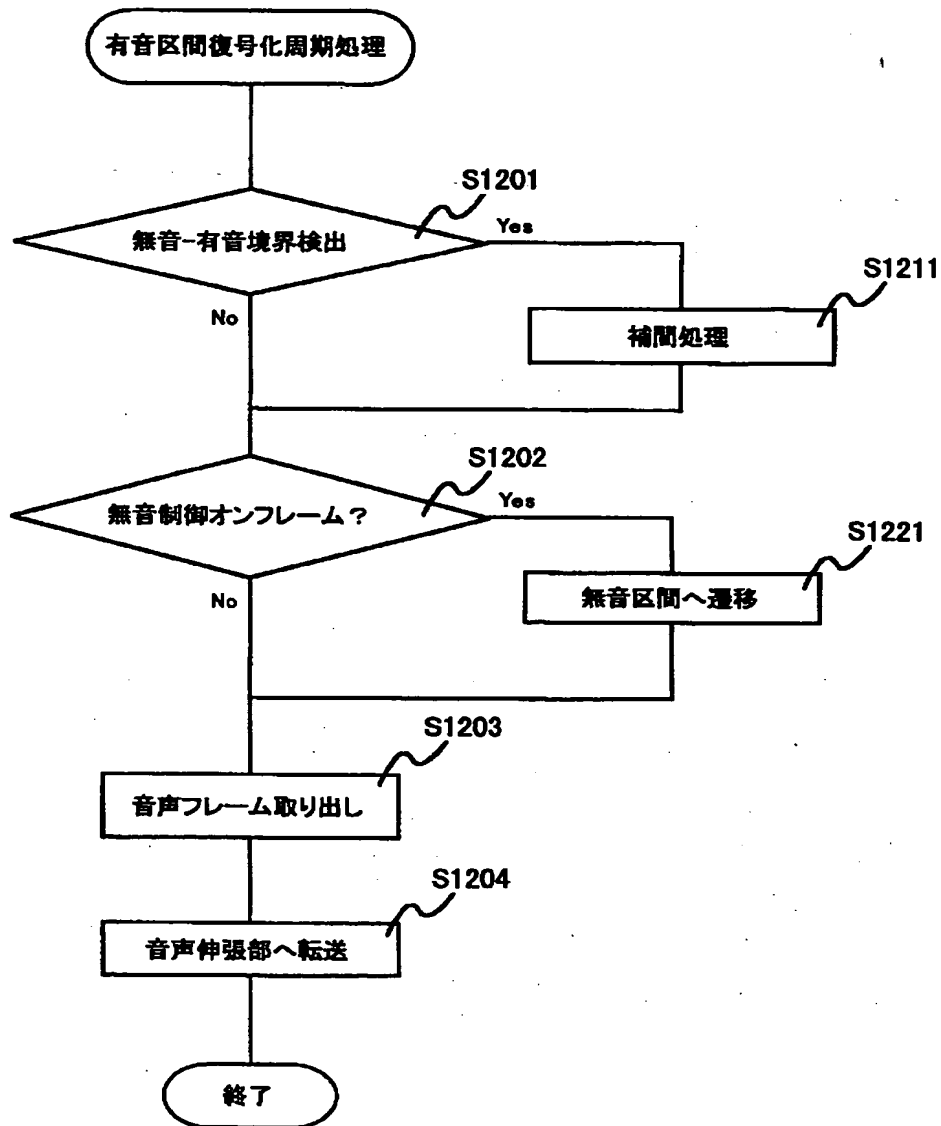 有音区間復号化周期処理
S1201
無音-有音境界検出
Yes
No
S1211
補間処理
S1202
無音制御オンフレーム?
Yes
No
S1221
無音区間へ遷移
S1203
音声フレーム取り出し
S1204
音声伸張部へ転送
終了